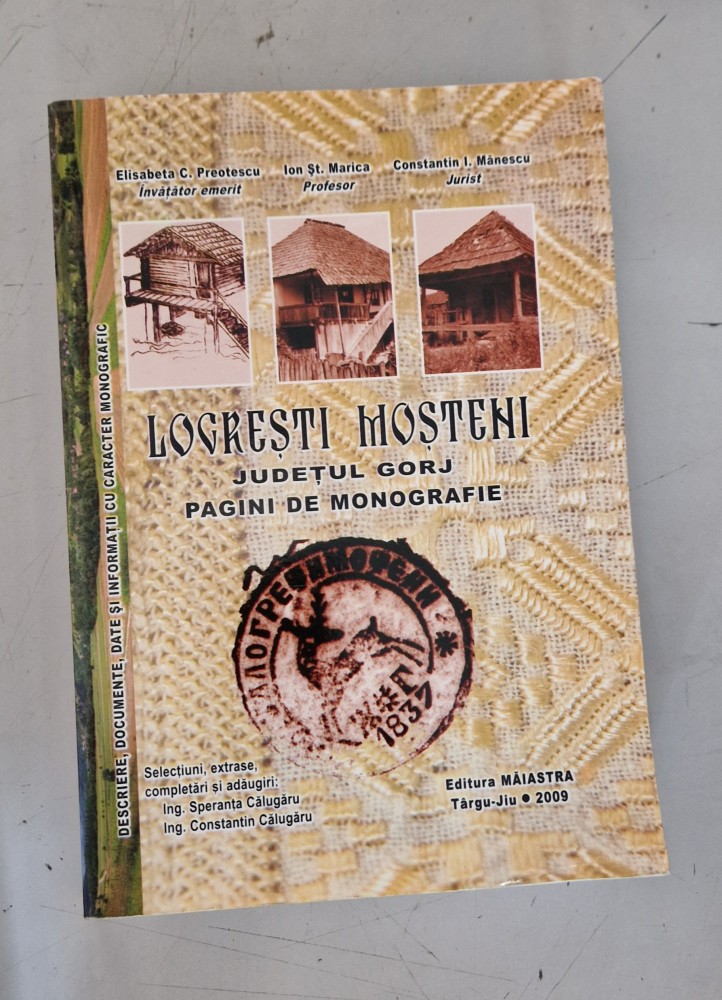 Elisabeta C. Preotescu
Învățător emerit
Ion Șt. Marica
Profesor
Constantin I. Mănescu
Jurist
LOGREȘTI MOȘTENI
JUDEȚUL GORJ
PAGINI DE MONOGRAFIE
DESCRIERE, DOCUMENTE, DATE ȘI INFORMAȚII CU CARACTER MONOGRAFIC
1837
Selecțiuni, extrase,
completări și adăugiri:
Ing. Speranța Călugăru
Ing. Constantin Călugăru
Editura MĂIASTRA
Târgu-Jiu • 2009